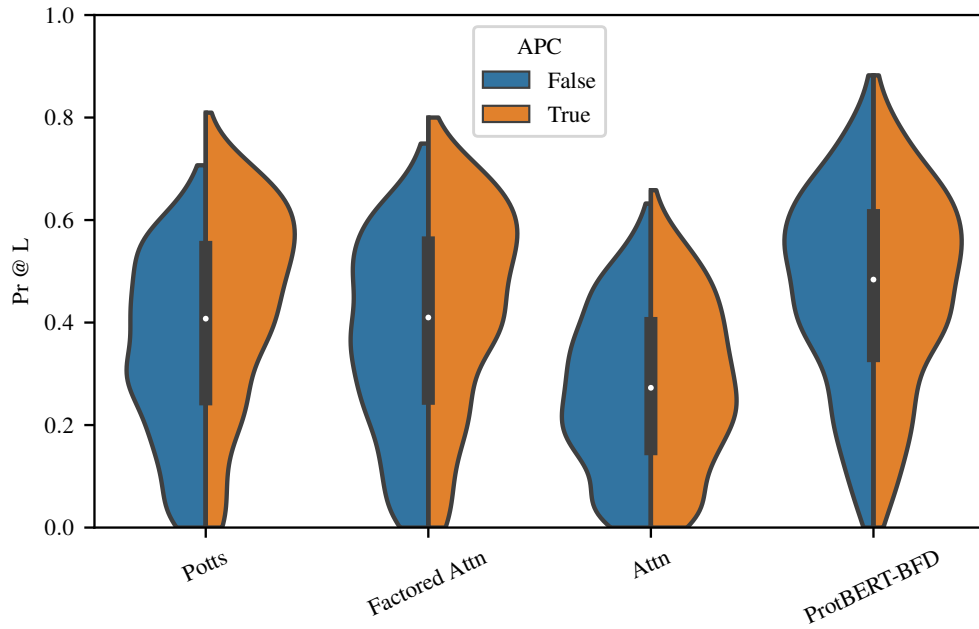 1.0
0.8
0.6
0.4
0.2
0.0
Pr @ L
APC
False
True
Potts
Factored Attn
Attn
ProtBERT-BFD